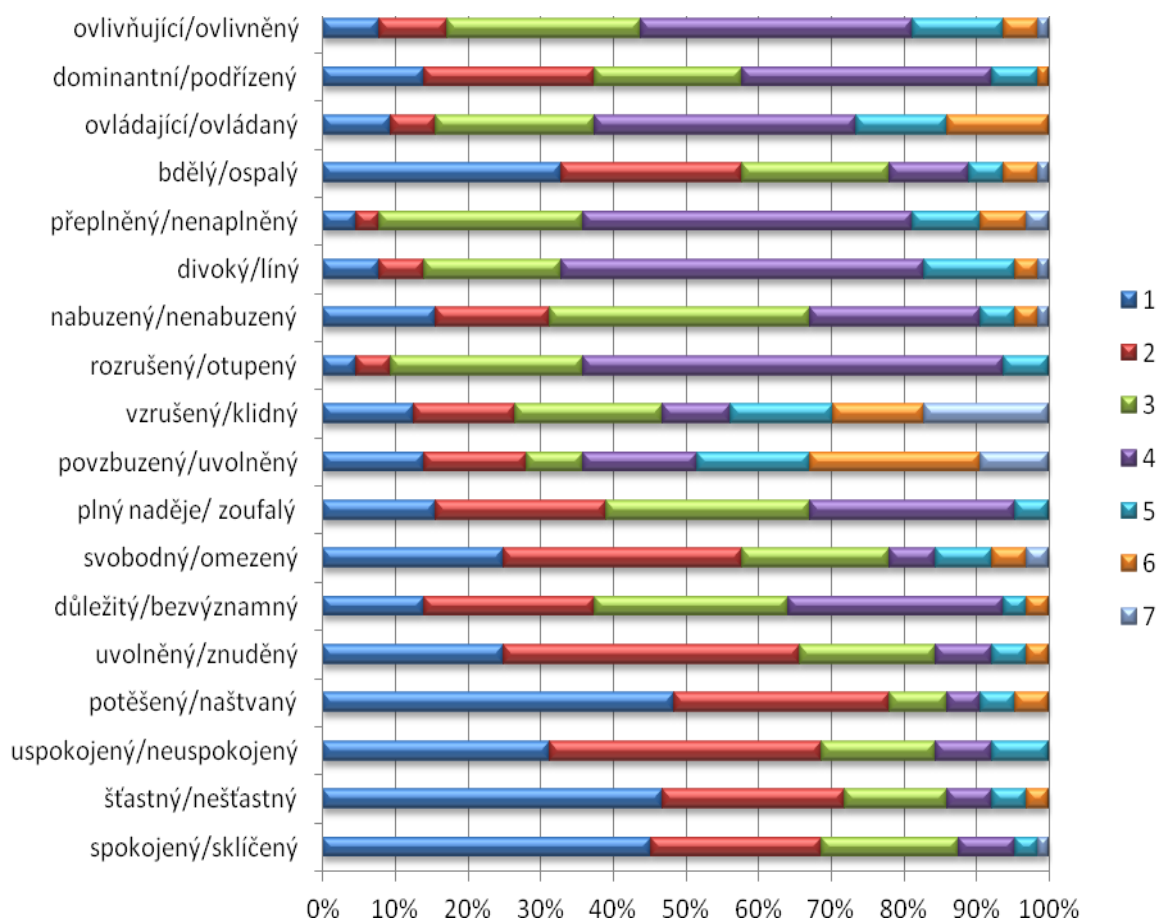 ovlivňující/ovlivněný
dominantní/podřízený
ovládající/ovládaný
bdělý/ospalý
přeplněný/nenaplněný
divoký/líný
nabuzený/nenabuzený
rozrušený/otupený
vzrušený/klidný
povzbuzený/uvolněný
plný naděje/ zoufalý
svobodný/omezený
důležitý/bezvýznamný
uvolněný/znuděný
potěšený/naštvaný
uspokojený/neuspokojený
šťastný/nešťastný
spokojený/sklíčený
0% 10% 20% 30% 40% 50% 60% 70% 80% 90% 100%
1
2
3
4
5
6
7